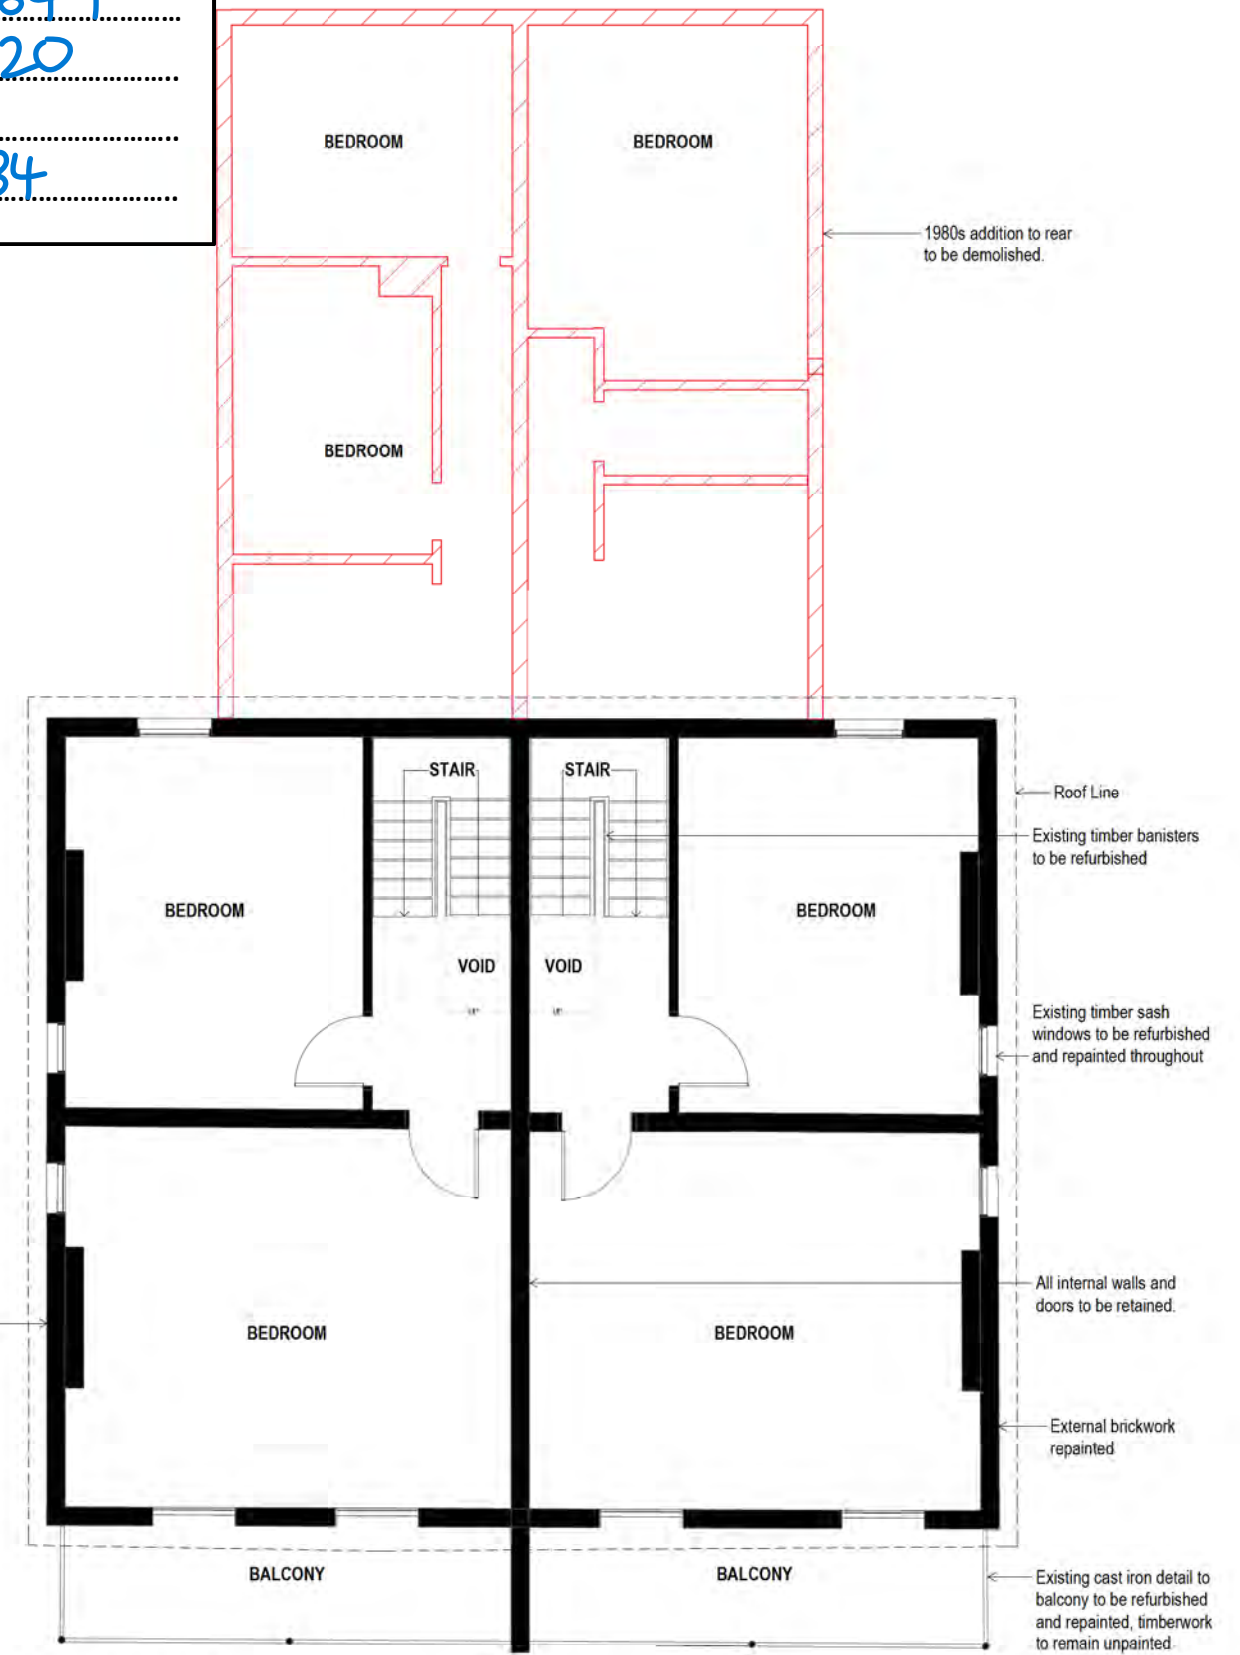 20
84
BEDROOM
BEDROOM
1980s addition to rear
to be demolished.
BEDROOM
STAIR
STAIR
Roof Line
Existing timber banisters
to be refurbished
BEDROOM
BEDROOM
VOID
VOID
UP
UP
Existing timber sash
windows to be refurbished
and repainted throughout
All internal walls and
doors to be retained.
BEDROOM
BEDROOM
External brickwork
repainted
BALCONY
BALCONY
Existing cast iron detail to
balcony to be refurbished
and repainted, timberwork
to remain unpainted